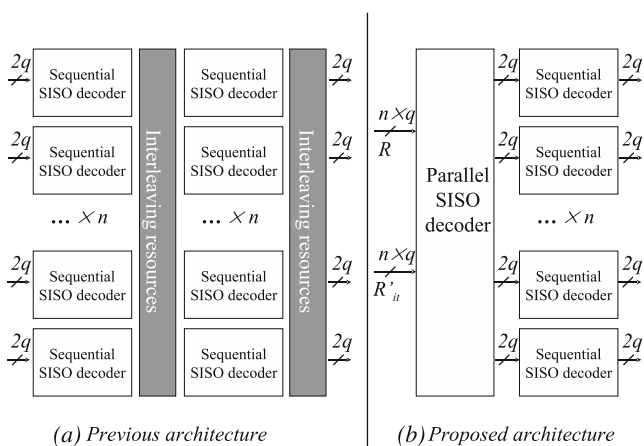 2q
Sequential
SISO decoder
2q
Sequential
SISO decoder
... × n
2q
Sequential
SISO decoder
2q
Sequential
SISO decoder
Interleaving resources
Sequential
SISO decoder
Sequential
SISO decoder
... × n
Sequential
SISO decoder
Sequential
SISO decoder
Interleaving resources
2q
2q
2q
2q
(a) Previous architecture
n×q
R
n×q
R'it
Parallel
SISO
decoder
2q
Sequential
SISO decoder
2q
2q
Sequential
SISO decoder
2q
... × n
2q
Sequential
SISO decoder
2q
2q
Sequential
SISO decoder
2q
(b) Proposed architecture